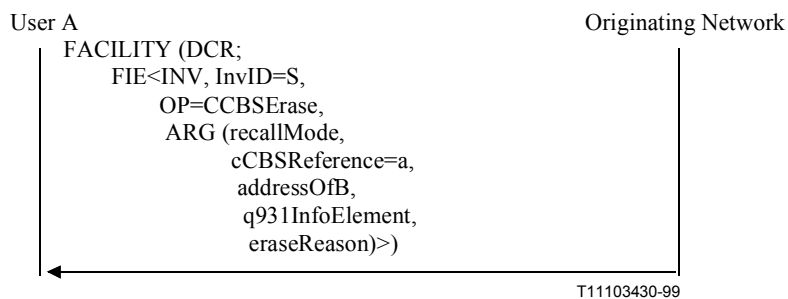 User A
Originating Network
FACILITY (DCR;
FIE<INV, InvID=S,
OP=CCBSErase,
ARG (recallMode,
cCBSReference=a,
addressOfB,
q931InfoElement,
eraseReason)>)
T11103430-99